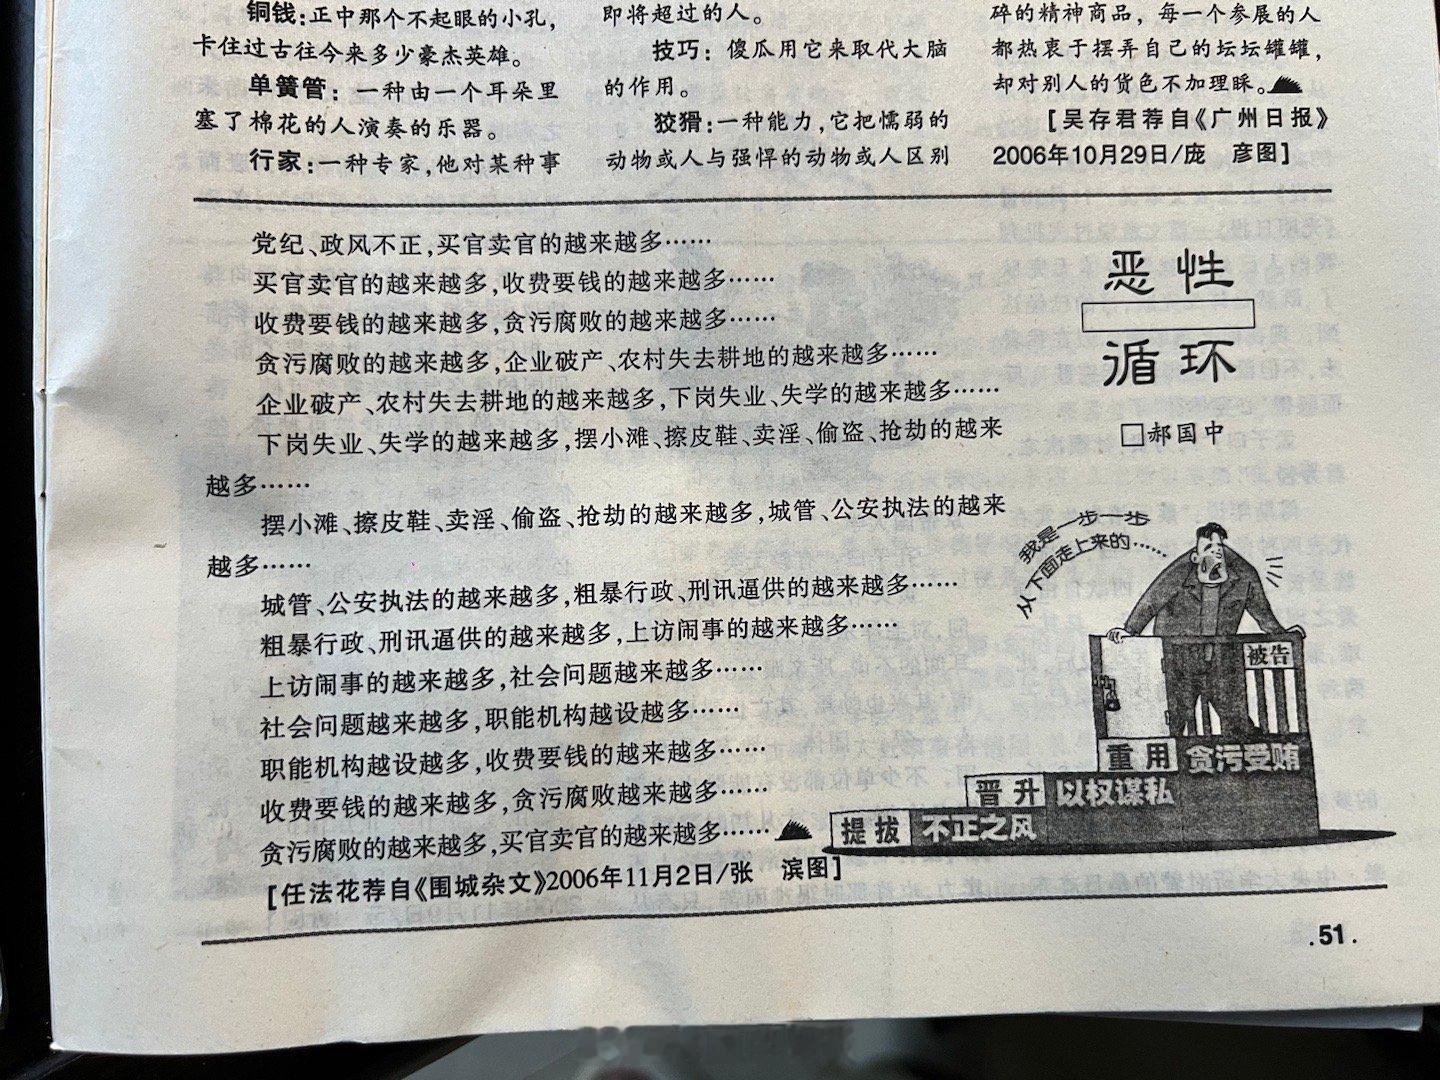 铜钱:正中那个不起眼的小孔,
卡住过古往今来多少豪杰英雄。
单簧管:一种由一个耳朵里
塞了棉花的人演奏的乐器。
行家:一种专家,他对某种事
即将超过的人。
技巧:傻瓜用它来取代大脑
的作用。
狡猾:一种能力,它把懦弱的
动物或人与强悍的动物或人区别
碎的精神商品,每一个参展的人
都热衷于摆弄自己的坛坛罐罐,
却对别人的货色不加理睬。
[吴存君荐自《广州日报》
2006年10月29日/庞 彦图]
恶性
循环
□郝国中
党纪、政风不正,买官卖官的越来越多……
买官卖官的越来越多,收费要钱的越来越多……
收费要钱的越来越多,贪污腐败的越来越多……
贪污腐败的越来越多,企业破产、农村失去耕地的越来越多……
企业破产、农村失去耕地的越来越多,下岗失业、失学的越来越多……
下岗失业、失学的越来越多,摆小滩、擦皮鞋、卖淫、偷盗、抢劫的越来
越多……
摆小滩、擦皮鞋、卖淫、偷盗、抢劫的越来越多,城管、公安执法的越来
越多……
城管、公安执法的越来越多,粗暴行政、刑讯逼供的越来越多……
粗暴行政、刑讯逼供的越来越多,上访闹事的越来越多……
上访闹事的越来越多,社会问题越来越多……
社会问题越来越多,职能机构越设越多……
职能机构越设越多,收费要钱的越来越多……
收费要钱的越来越多,贪污腐败越来越多……
贪污腐败的越来越多,买官卖官的越来越多……
[任法花荐自《围城杂文》2006年11月2日/张 滨图]
我是一步一步
从下面走上来的……
被告
重用 贪污受贿
晋升 以权谋私
提拔 不正之风
.51.